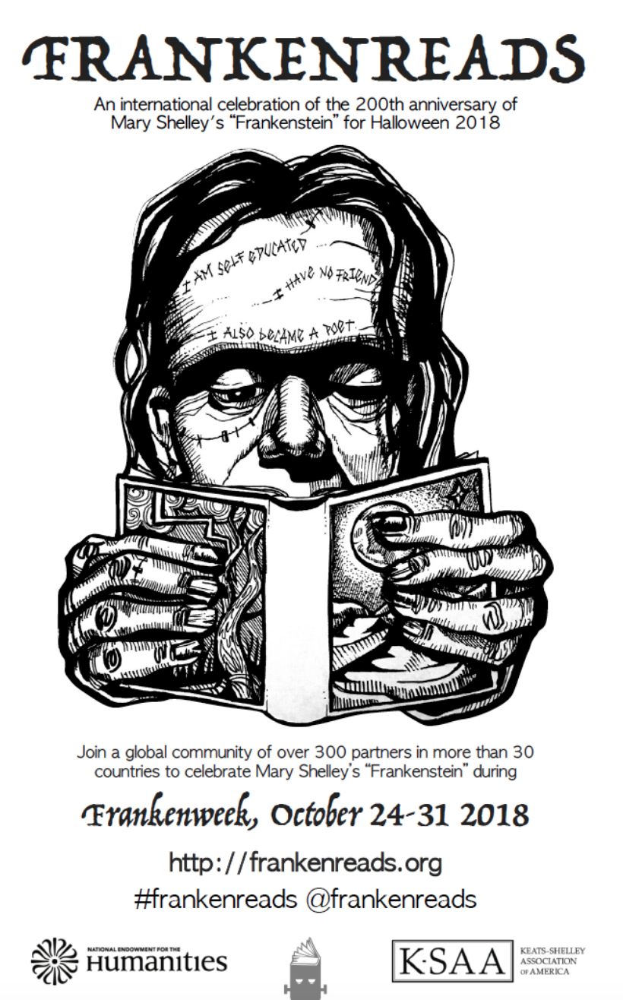 FRANKENREADS
An international celebration of the 200th anniversary of
Mary Shelley's “Frankenstein” for Halloween 2018
I AM SELF EDUCATED
I HAVE NO FRIEND
I ALSO BECAME A POET
Join a global community of over 300 partners in more than 30
countries to celebrate Mary Shelley's “Frankenstein” during
Frankenweek, October 24-31 2018
http://frankenreads.org
#frankenreads @frankenreads
NATIONAL ENDOWMENT FOR THE
Humanities
K·SAA
KEATS-SHELLEY
ASSOCIATION
OF AMERICA